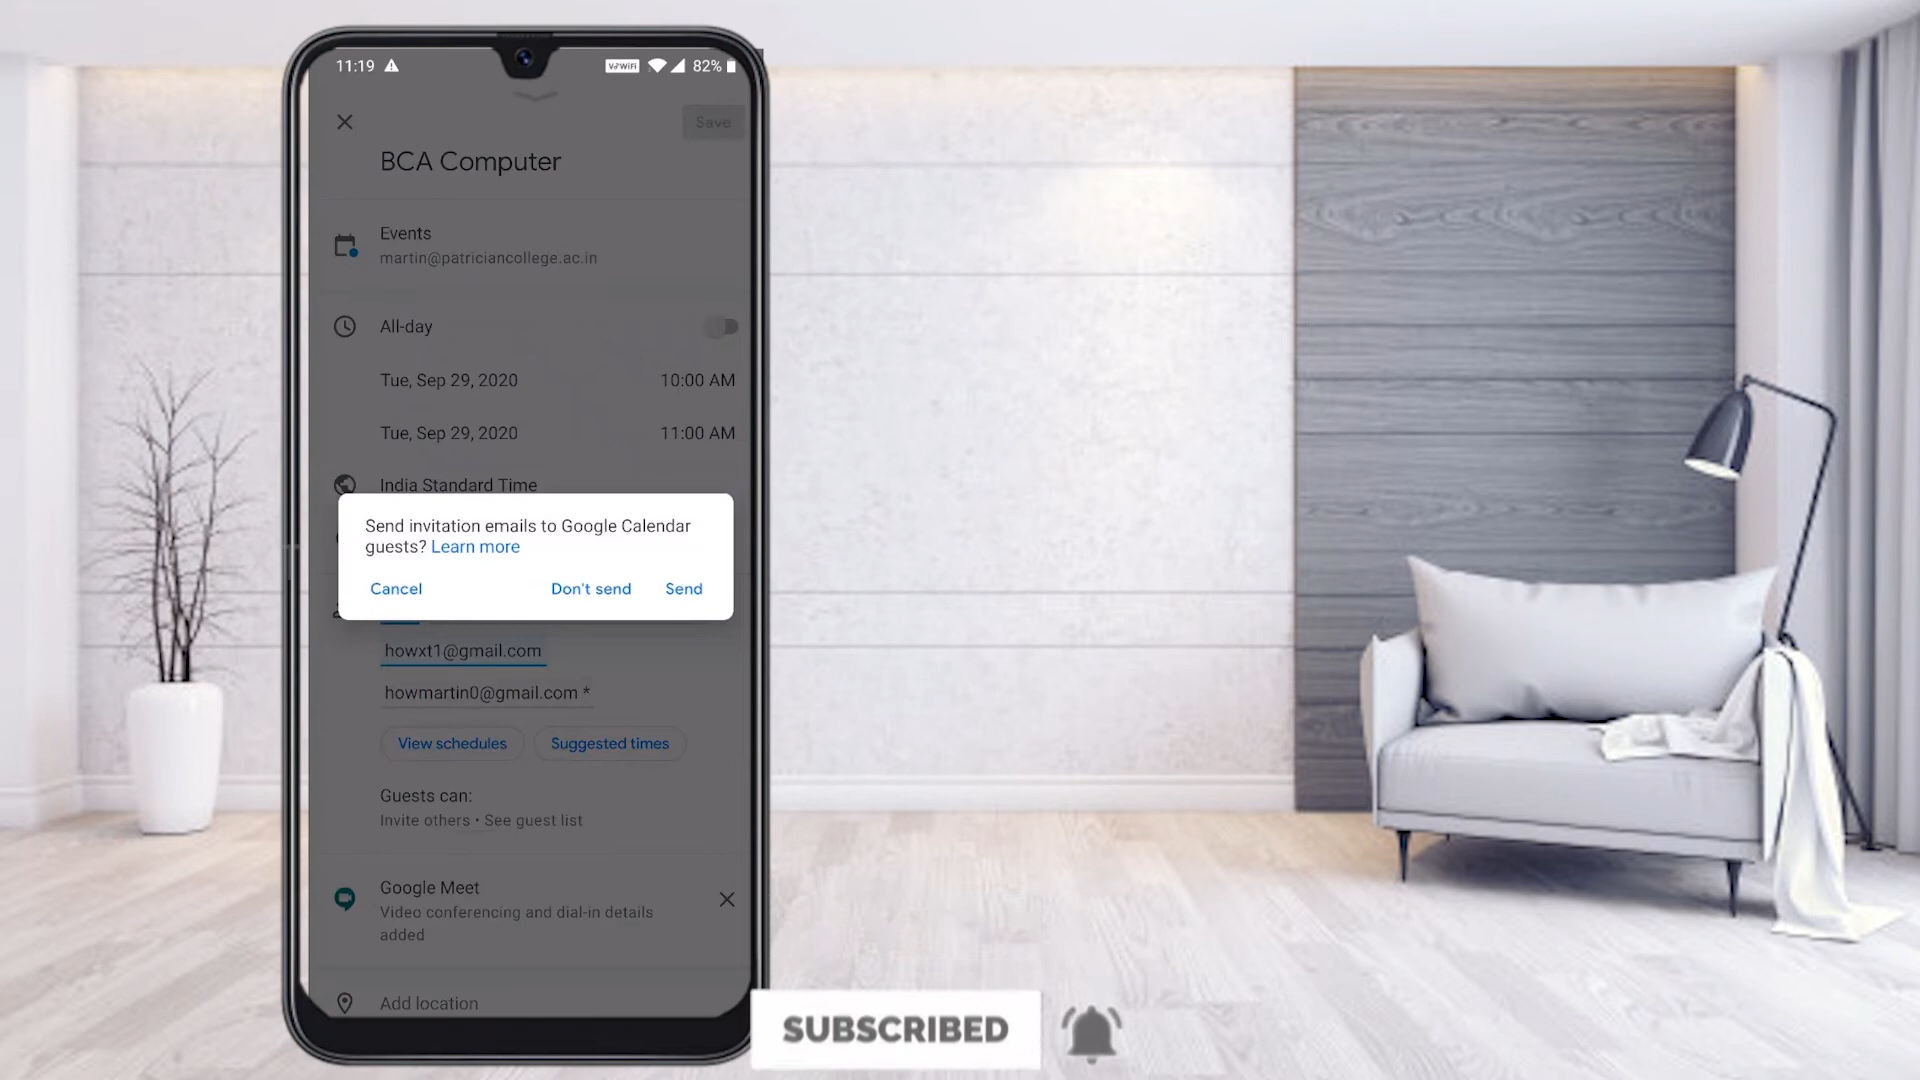 11:19
VoWiFi
82%
Save
BCA Computer
Events
martin@patriciancollege.ac.in
All-day
Tue, Sep 29, 2020 10:00 AM
Tue, Sep 29, 2020 11:00 AM
India Standard Time
Send invitation emails to Google Calendar
guests? Learn more
Cancel Don't send Send
howxt1@gmail.com
howmartin0@gmail.com *
View schedules Suggested times
Guests can:
Invite others • See guest list
Google Meet
Video conferencing and dial-in details
added
Add location
SUBSCRIBED